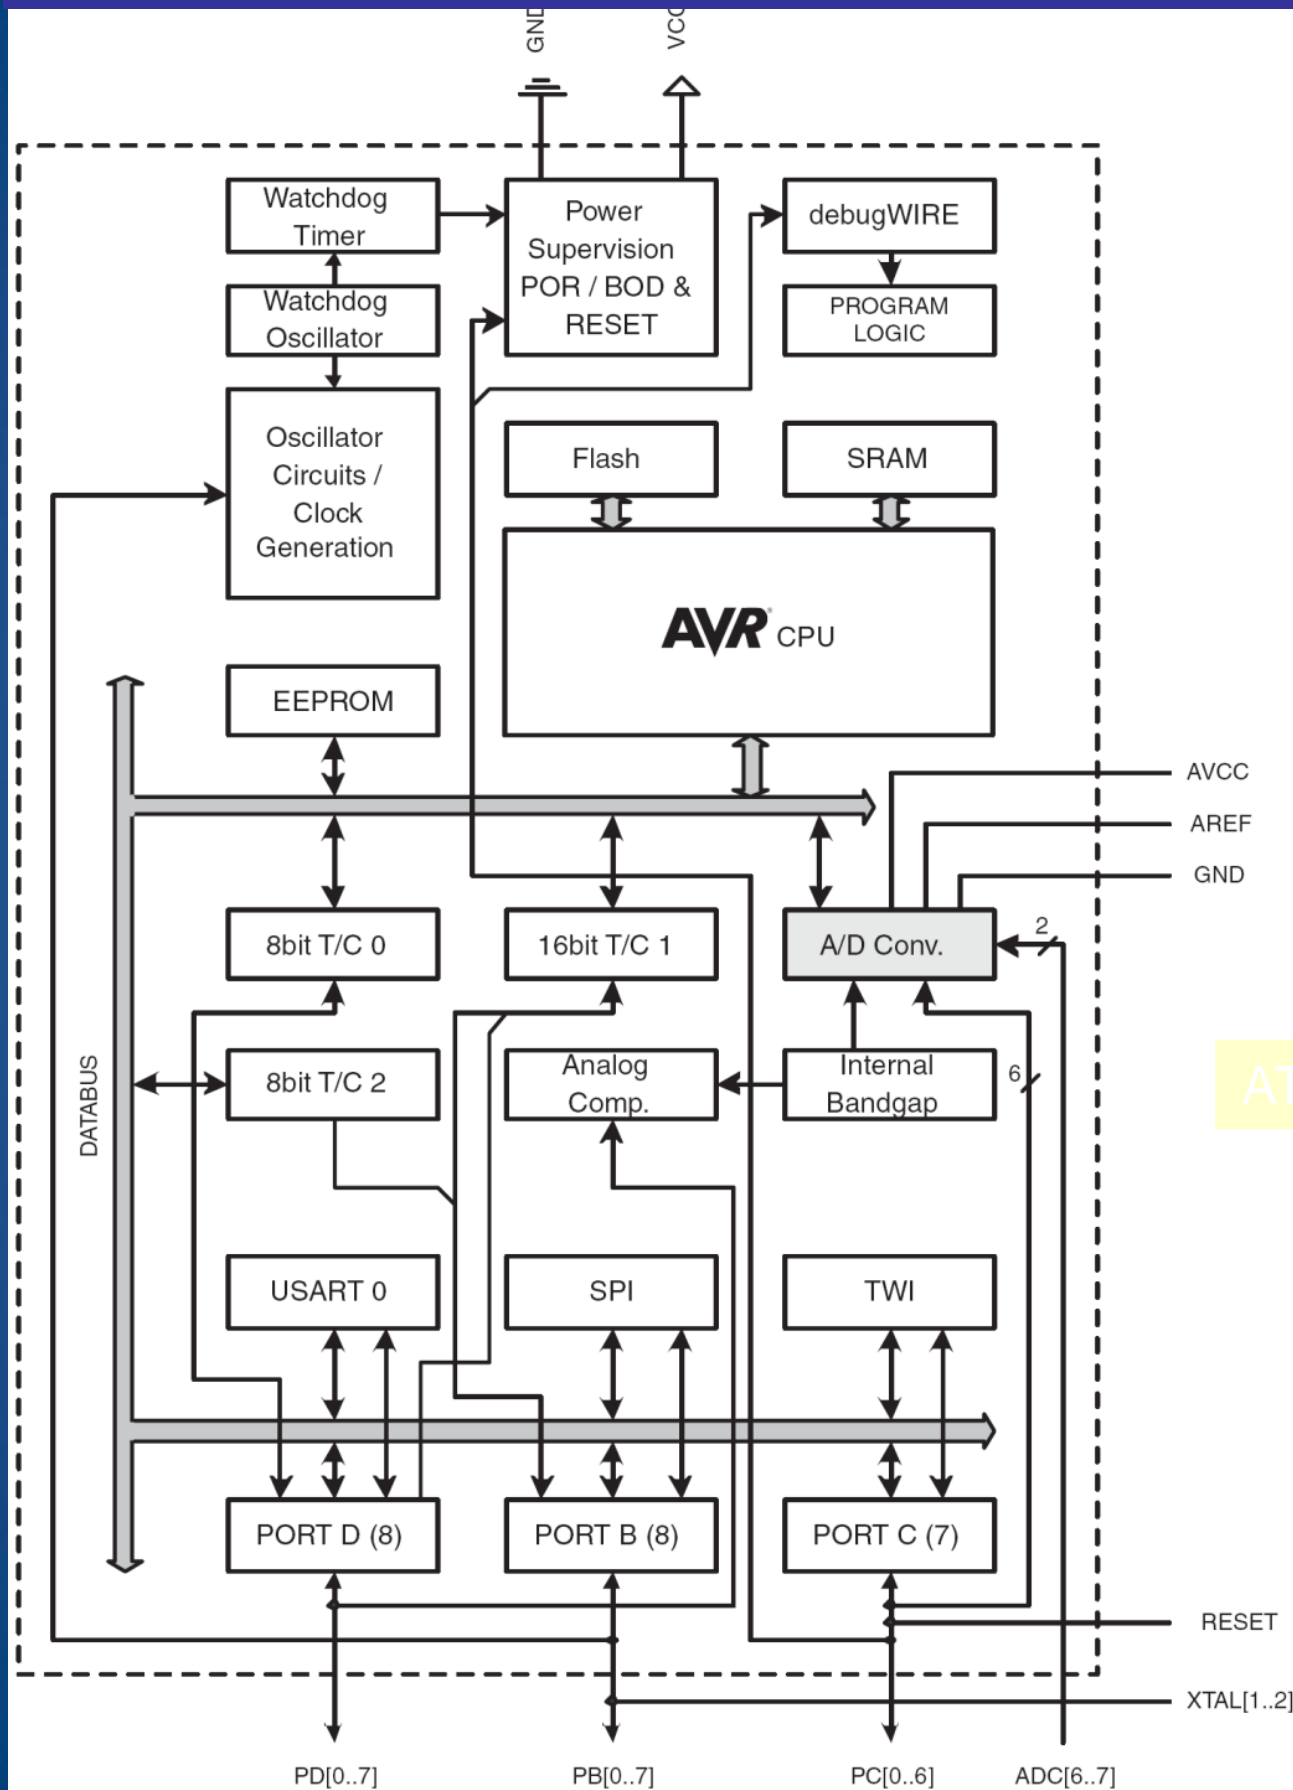 GND
VCC
Watchdog
Timer
Power
Supervision
POR / BOD &
RESET
debugWIRE
Watchdog
Oscillator
PROGRAM
LOGIC
Oscillator
Circuits /
Clock
Generation
Flash
SRAM
AVR CPU
EEPROM
AVCC
AREF
GND
8bit T/C 0
16bit T/C 1
A/D Conv.
2
DATABUS
8bit T/C 2
Analog
Comp.
Internal
Bandgap
6
AT
USART 0
SPI
TWI
PORT D (8)
PORT B (8)
PORT C (7)
RESET
XTAL[1..2]
PD[0..7]
PB[0..7]
PC[0..6]
ADC[6..7]